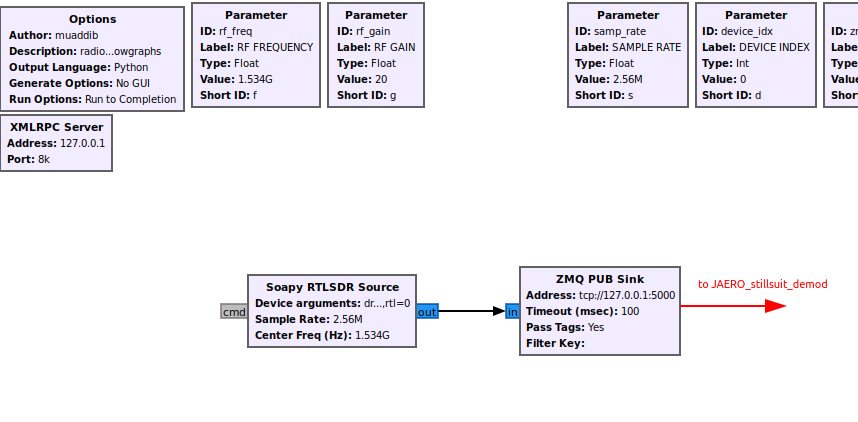 Options
Author: muaddib
Description: radio...owgraphs
Output Language: Python
Generate Options: No GUI
Run Options: Run to Completion
Parameter
ID: rf_freq
Label: RF FREQUENCY
Type: Float
Value: 1.534G
Short ID: f
Parameter
ID: rf_gain
Label: RF GAIN
Type: Float
Value: 20
Short ID: g
Parameter
ID: samp_rate
Label: SAMPLE RATE
Type: Float
Value: 2.56M
Short ID: s
Parameter
ID: device_idx
Label: DEVICE INDEX
Type: Int
Value: 0
Short ID: d
ID:
Label:
Type:
Value
Short
XMLRPC Server
Address: 127.0.0.1
Port: 8k
cmd
Soapy RTLSDR Source
Device arguments: dr...,rtl=0
Sample Rate: 2.56M
Center Freq (Hz): 1.534G
out
in
ZMQ PUB Sink
Address: tcp://127.0.0.1:5000
Timeout (msec): 100
Pass Tags: Yes
Filter Key:
to JAERO_stillsuit_demod